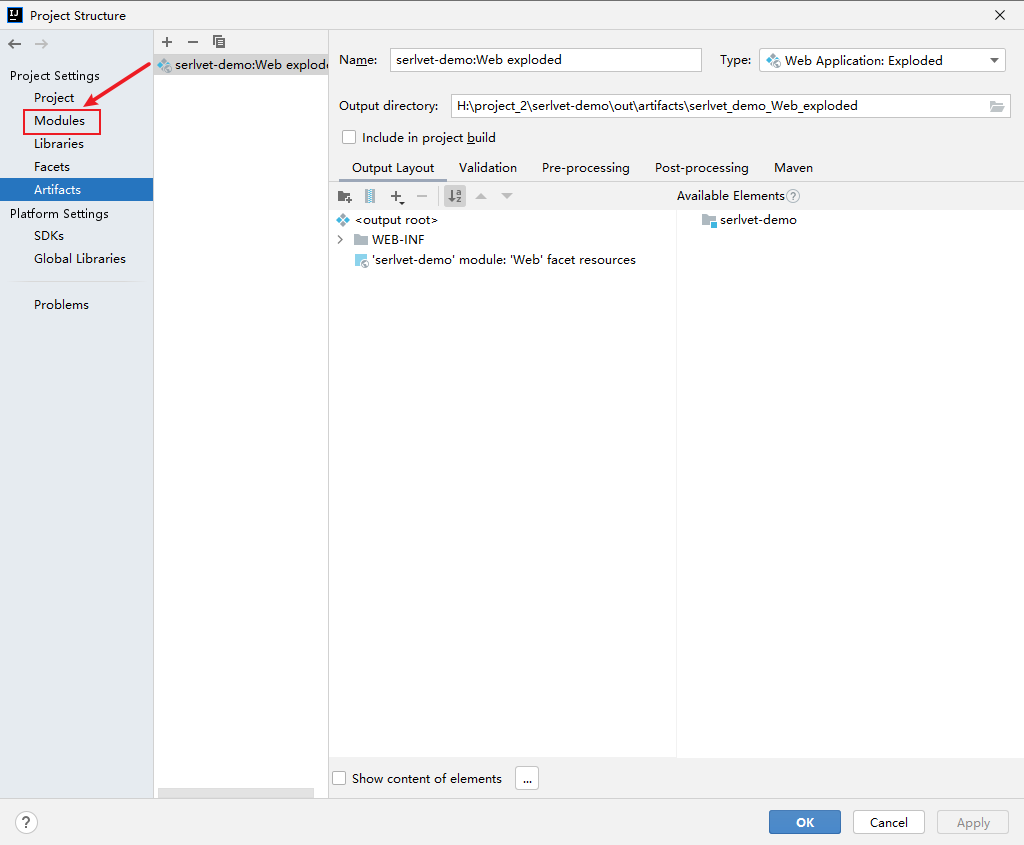 Project Structure
Project Settings
Project
Modules
Libraries
Facets
Artifacts
Platform Settings
SDKs
Global Libraries
Problems
serlvet-demo:Web explod
Name: serlvet-demo:Web exploded Type: Web Application: Exploded
Output directory: H:\project_2\serlvet-demo\out\artifacts\serlvet_demo_Web_exploded
Include in project build
Output Layout Validation Pre-processing Post-processing Maven
Available Elements ?
<output root>
WEB-INF
'serlvet-demo' module: 'Web' facet resources
serlvet-demo
Show content of elements ...
? OK Cancel Apply